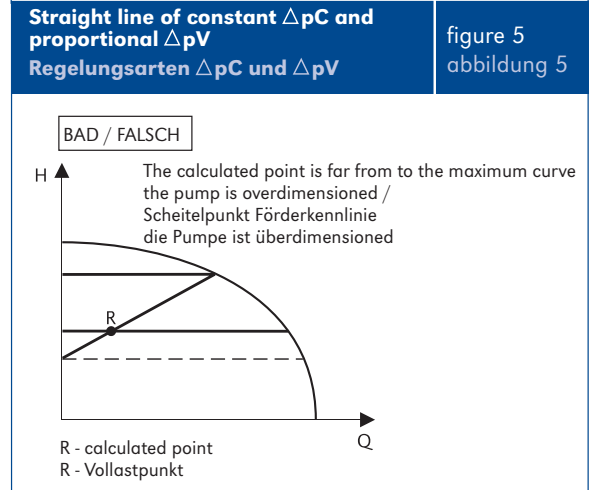 Straight line of constant △pC and
proportional △pV
Regelungsarten △pC und △pV
figure 5
abbildung 5
BAD / FALSCH
The calculated point is far from to the maximum curve
the pump is overdimensioned /
Scheitelpunkt Förderkennlinie
die Pumpe ist überdimensioned
H
R
Q
R - calculated point
R - Vollastpunkt